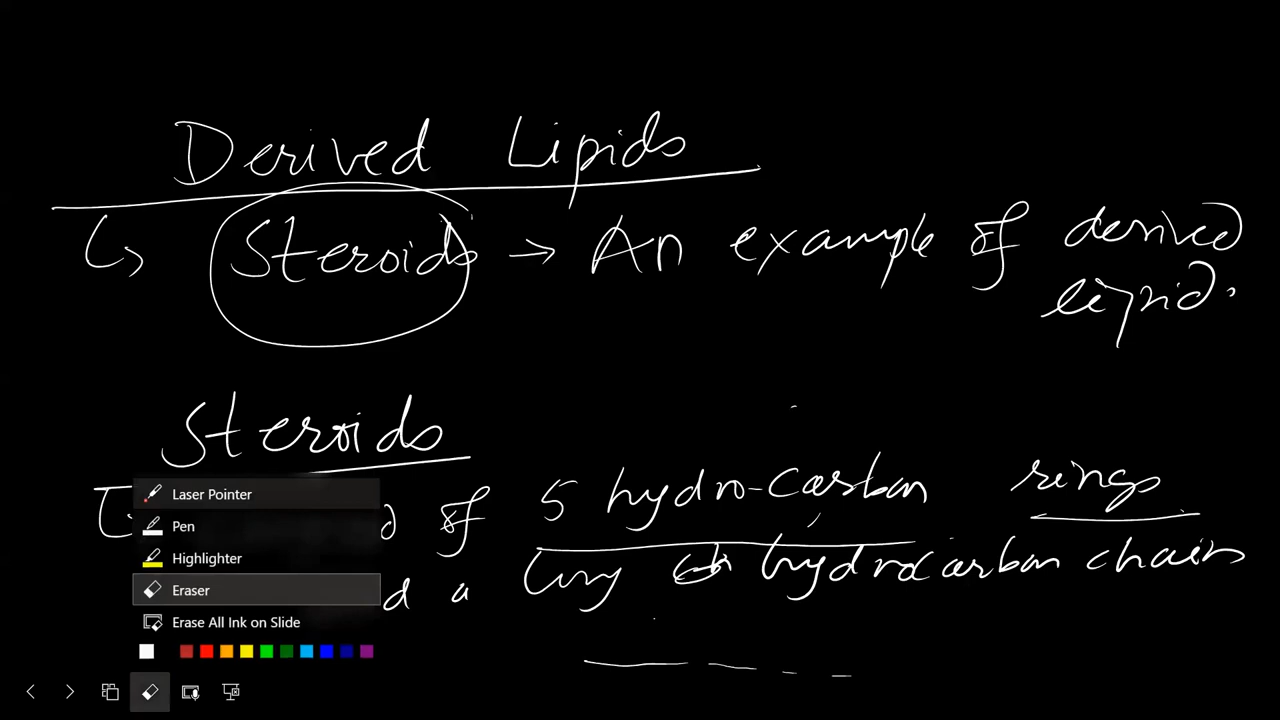 Derived Lipids
↳ Steroids → An example of derived
lipid.
Steroids
of 5 hydro-carbon rings
a long hydrocarbon chain
Laser Pointer
Pen
Highlighter
Eraser
Erase All Ink on Slide